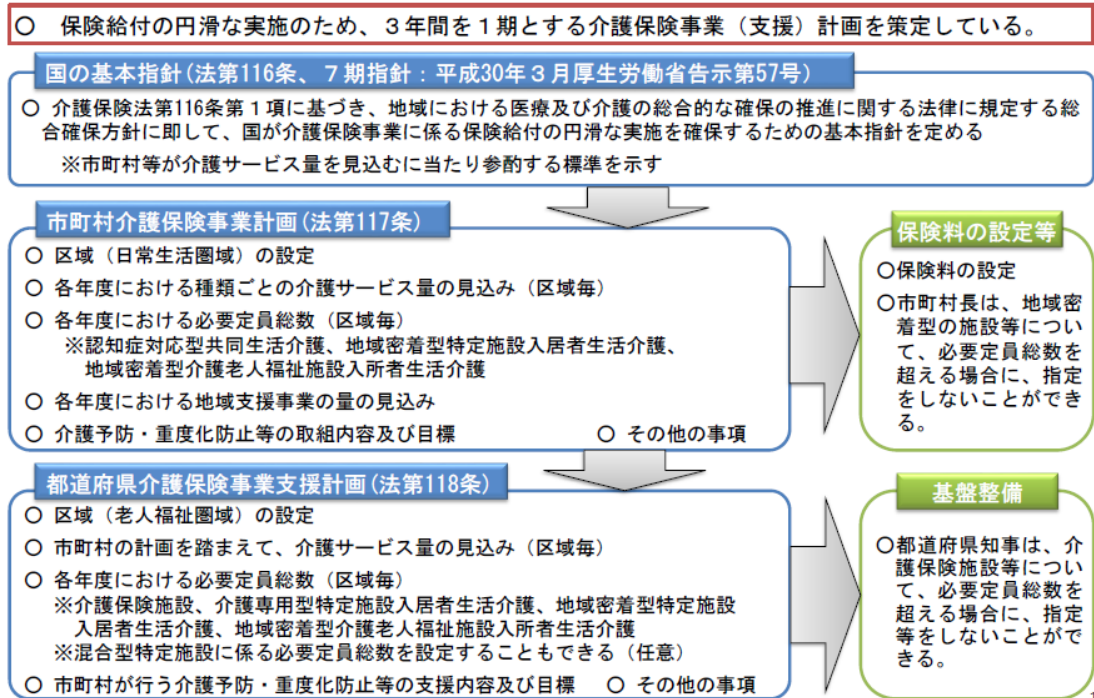 ○　保険給付の円滑な実施のため、３年間を１期とする介護保険事業（支援）計画を策定している。
国の基本指針(法第116条、７期指針：平成30年３月厚生労働省告示第57号)
○ 介護保険法第116条第１項に基づき、地域における医療及び介護の総合的な確保の推進に関する法律に規定する総
合確保方針に即して、国が介護保険事業に係る保険給付の円滑な実施を確保するための基本指針を定める
※市町村等が介護サービス量を見込むに当たり参酌する標準を示す
市町村介護保険事業計画(法第117条)
○ 区域（日常生活圏域）の設定
○ 各年度における種類ごとの介護サービス量の見込み（区域毎）
○ 各年度における必要定員総数（区域毎）
※認知症対応型共同生活介護、地域密着型特定施設入居者生活介護、
地域密着型介護老人福祉施設入所者生活介護
○ 各年度における地域支援事業の量の見込み
○ 介護予防・重度化防止等の取組内容及び目標　　○ その他の事項
保険料の設定等
○保険料の設定
○市町村長は、地域密
着型の施設等につい
て、必要定員総数を
超える場合に、指定
をしないことができ
る。
都道府県介護保険事業支援計画(法第118条)
○ 区域（老人福祉圏域）の設定
○ 市町村の計画を踏まえて、介護サービス量の見込み（区域毎）
○ 各年度における必要定員総数（区域毎）
※介護保険施設、介護専用型特定施設入居者生活介護、地域密着型特定施設
入居者生活介護、地域密着型介護老人福祉施設入所者生活介護
※混合型特定施設に係る必要定員総数を設定することもできる（任意）
○ 市町村が行う介護予防・重度化防止等の支援内容及び目標　○ その他の事項
基盤整備
○都道府県知事は、介
護保険施設等につい
て、必要定員総数を
超える場合に、指定
等をしないことがで
きる。